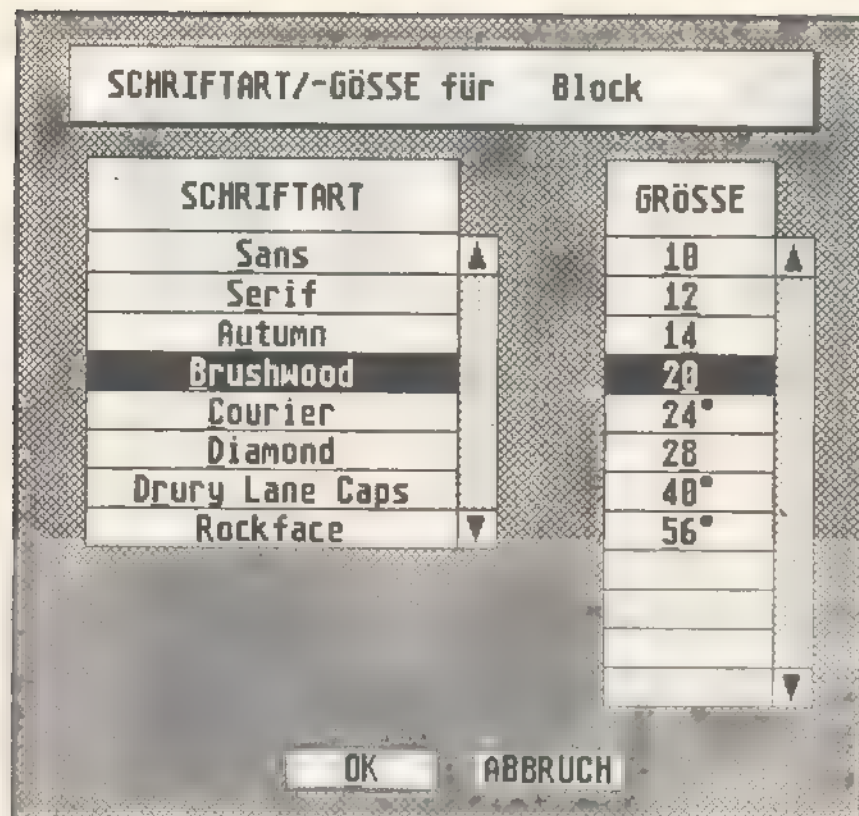 SCHRIFTART/-GÖSSE für Block
SCHRIFTART
Sans
Serif
Autumn
Brushwood
Courier
Diamond
Drury Lane Caps
Rockface
GRÖSSE
10
12
14
20
24*
28
40*
56*
OK ABBRUCH